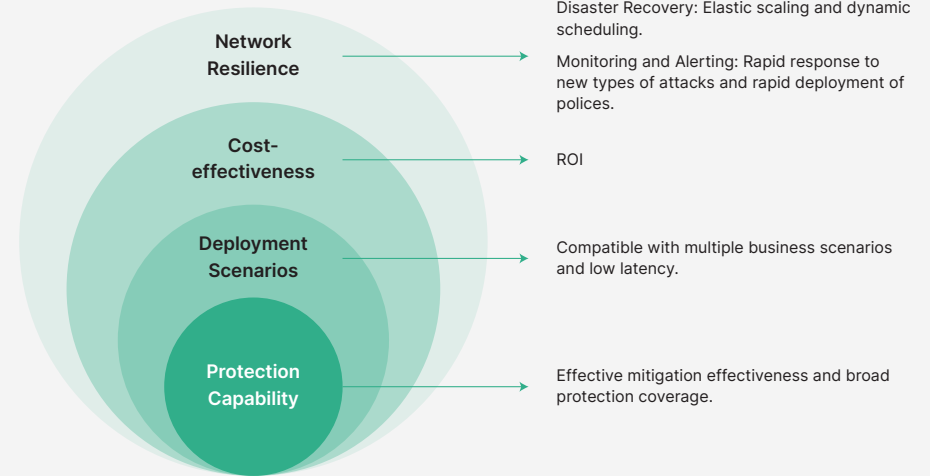 Network
Resilience
Disaster Recovery: Elastic scaling and dynamic
scheduling.
Monitoring and Alerting: Rapid response to
new types of attacks and rapid deployment of
polices.
Cost-
effectiveness
ROI
Deployment
Scenarios
Compatible with multiple business scenarios
and low latency.
Protection
Capability
Effective mitigation effectiveness and broad
protection coverage.